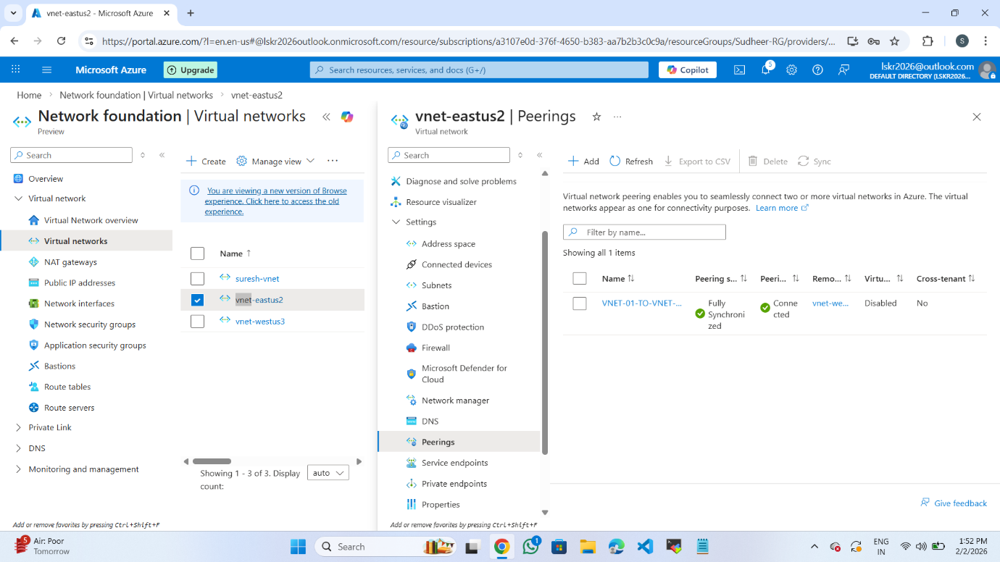 vnet-eastus2 - Microsoft Azure
https://portal.azure.com/?l=en.en-us#@lskr2026outlook.onmicrosoft.com/resource/subscriptions/a3107e0d-376f-4650-b383-aa7b2b3c0c9a/resourceGroups/Sudheer-RG/providers/...
S
Microsoft Azure
Upgrade
Search resources, services, and docs (G+/)
Copilot
5
lskr2026@outlook.com
DEFAULT DIRECTORY (LSKR2026...
Home
Network foundation | Virtual networks
vnet-eastus2
Network foundation | Virtual networks
Preview
Search
Overview
Virtual network
Virtual Network overview
Virtual networks
NAT gateways
Public IP addresses
Network interfaces
Network security groups
Application security groups
Bastions
Route tables
Route servers
Private Link
DNS
Monitoring and management
Add or remove favorites by pressing Ctrl+Shift+F
Create
Manage view
You are viewing a new version of Browse
experience. Click here to access the old
experience.
Name ↑
suresh-vnet
vnet-eastus2
vnet-westus3
Showing 1 - 3 of 3. Display
count:
auto
vnet-eastus2 | Peerings
Virtual network
Search
Diagnose and solve problems
Resource visualizer
Settings
Address space
Connected devices
Subnets
Bastion
DDoS protection
Firewall
Microsoft Defender for
Cloud
Network manager
DNS
Peerings
Service endpoints
Private endpoints
Properties
Add or remove favorites by pressing Ctrl+Shift+F
Add
Refresh
Export to CSV
Delete
Sync
Virtual network peering enables you to seamlessly connect two or more virtual networks in Azure. The virtual
networks appear as one for connectivity purposes. Learn more
Filter by name...
Showing all 1 items
Name
Peering s...
Peeri...
Remo...
Virtu...
Cross-tenant
VNET-01-TO-VNET-...
Fully
Synchroni
zed
Conne
cted
vnet-we...
Disabled
No
Give feedback
5
Air: Poor
Tomorrow
Search
1
ENG
IN
1:52 PM
2/2/2026